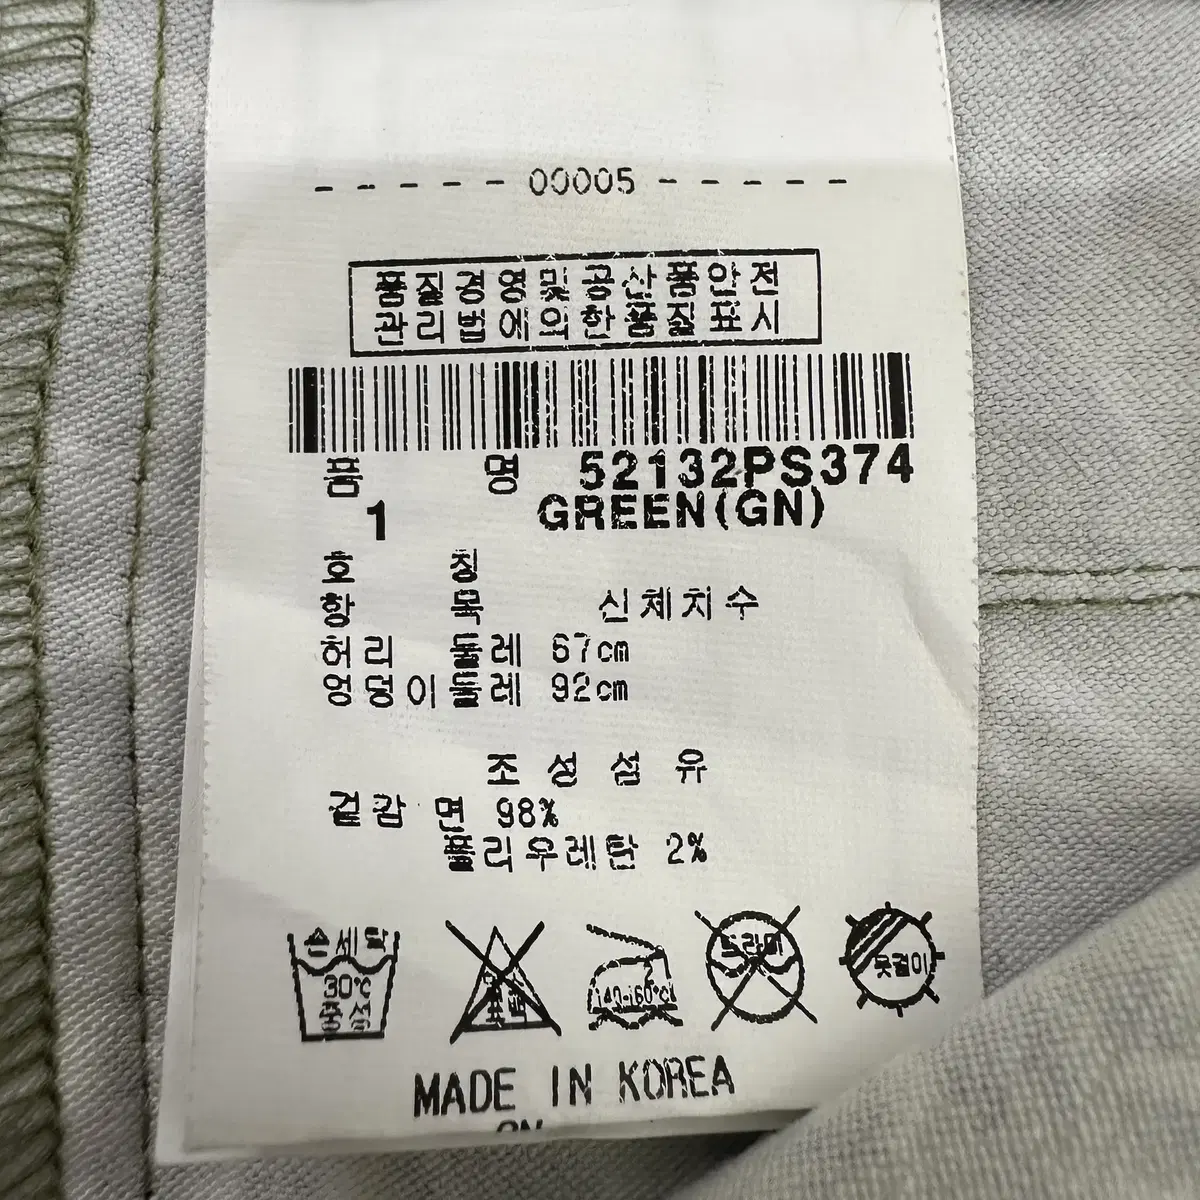 - - - - - 00005 - - - - -
품질경영및공산품안전
관리법에의한품질표시
품 명 52132PS374
1 GREEN(GN)
호 칭
항 목 신체치수
허리 둘레 67cm
엉덩이둘레 92cm
조성섬유
겉감 면 98%
폴리우레탄 2%
손세탁
30℃
중성
표백
2
140-160℃
드라이
옷걸이
MADE IN KOREA